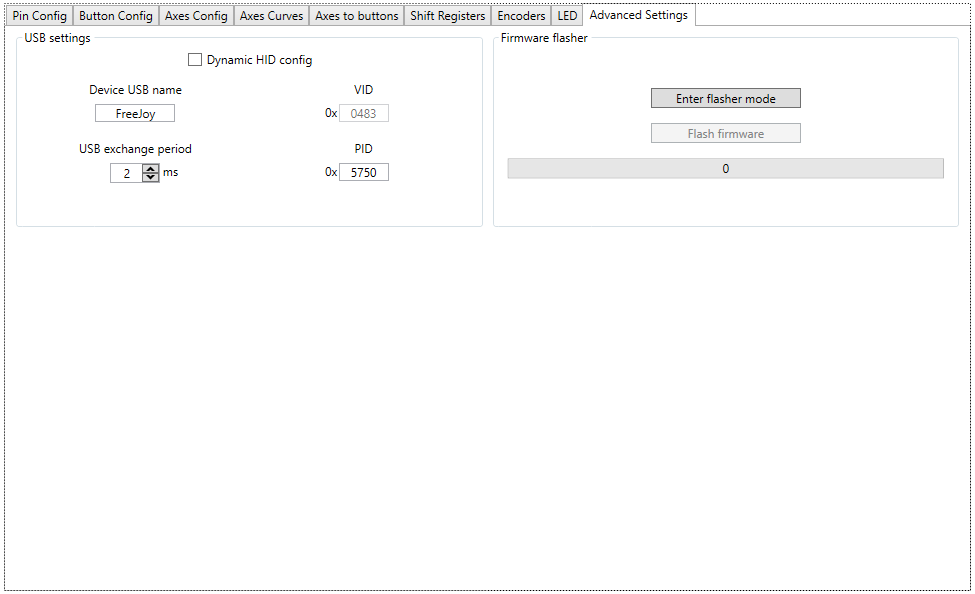 Pin Config Button Config Axes Config Axes Curves Axes to buttons Shift Registers Encoders LED Advanced Settings
USB settings
Dynamic HID config
Device USB name VID
FreeJoy 0x 0483
USB exchange period PID
2 ms 0x 5750
Firmware flasher
Enter flasher mode
Flash firmware
0